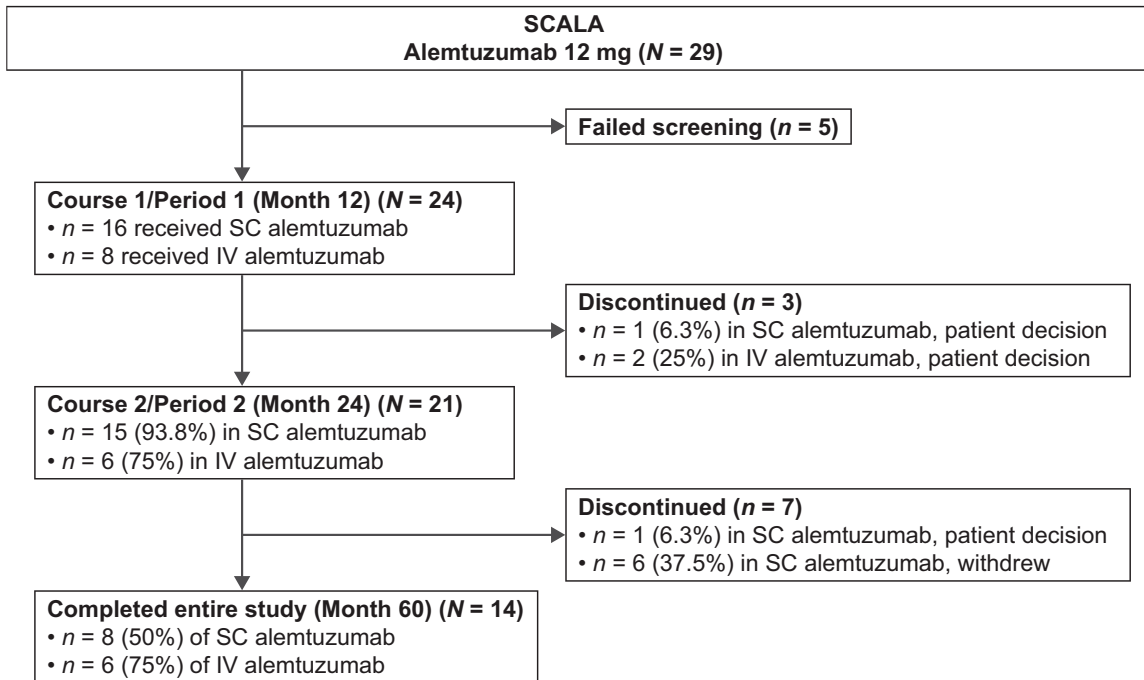 SCALA
Alemtuzumab 12 mg (N = 29)
Failed screening (n = 5)
Course 1/Period 1 (Month 12) (N = 24)
• n = 16 received SC alemtuzumab
• n = 8 received IV alemtuzumab
Discontinued (n = 3)
• n = 1 (6.3%) in SC alemtuzumab, patient decision
• n = 2 (25%) in IV alemtuzumab, patient decision
Course 2/Period 2 (Month 24) (N = 21)
• n = 15 (93.8%) in SC alemtuzumab
• n = 6 (75%) in IV alemtuzumab
Discontinued (n = 7)
• n = 1 (6.3%) in SC alemtuzumab, patient decision
• n = 6 (37.5%) in SC alemtuzumab, withdrew
Completed entire study (Month 60) (N = 14)
• n = 8 (50%) of SC alemtuzumab
• n = 6 (75%) of IV alemtuzumab